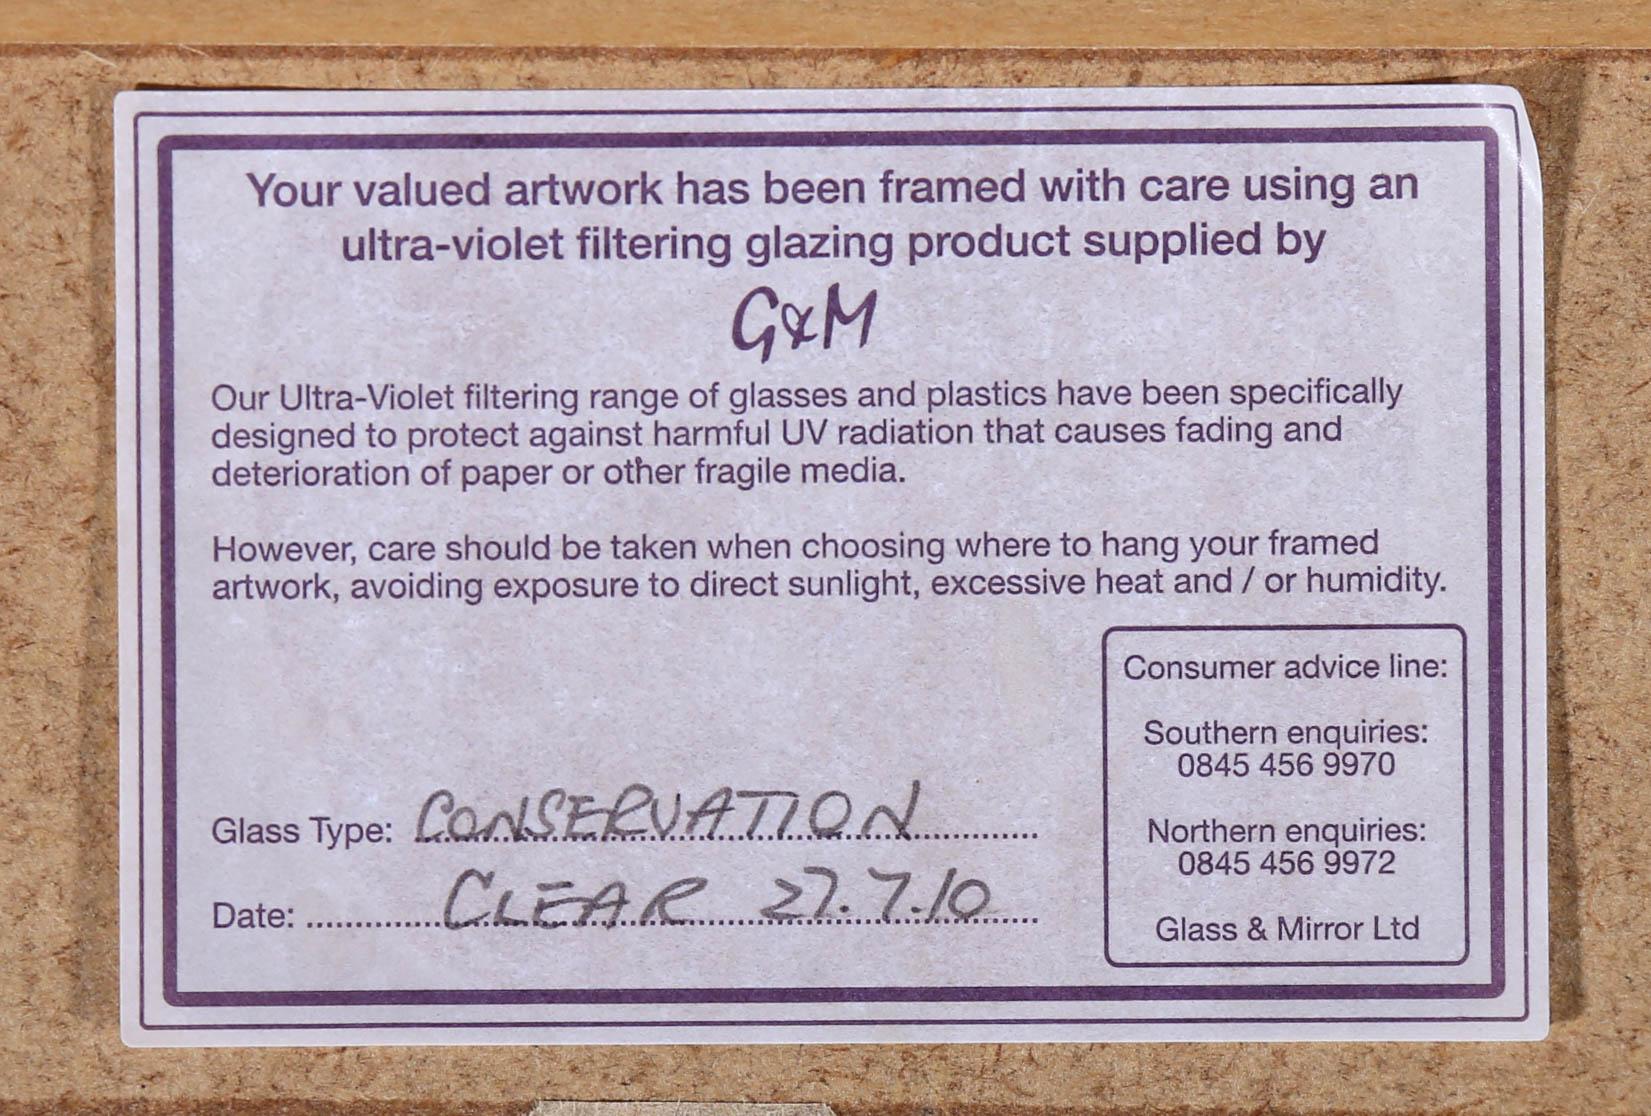 Your valued artwork has been framed with care using an
ultra-violet filtering glazing product supplied by
G&M
Our Ultra-Violet filtering range of glasses and plastics have been specifically
designed to protect against harmful UV radiation that causes fading and
deterioration of paper or other fragile media.
However, care should be taken when choosing where to hang your framed
artwork, avoiding exposure to direct sunlight, excessive heat and / or humidity.
Glass Type: CONSERVATION
Date: CLEAR 27.7.10
Consumer advice line:
Southern enquiries:
0845 456 9970
Northern enquiries:
0845 456 9972
Glass & Mirror Ltd